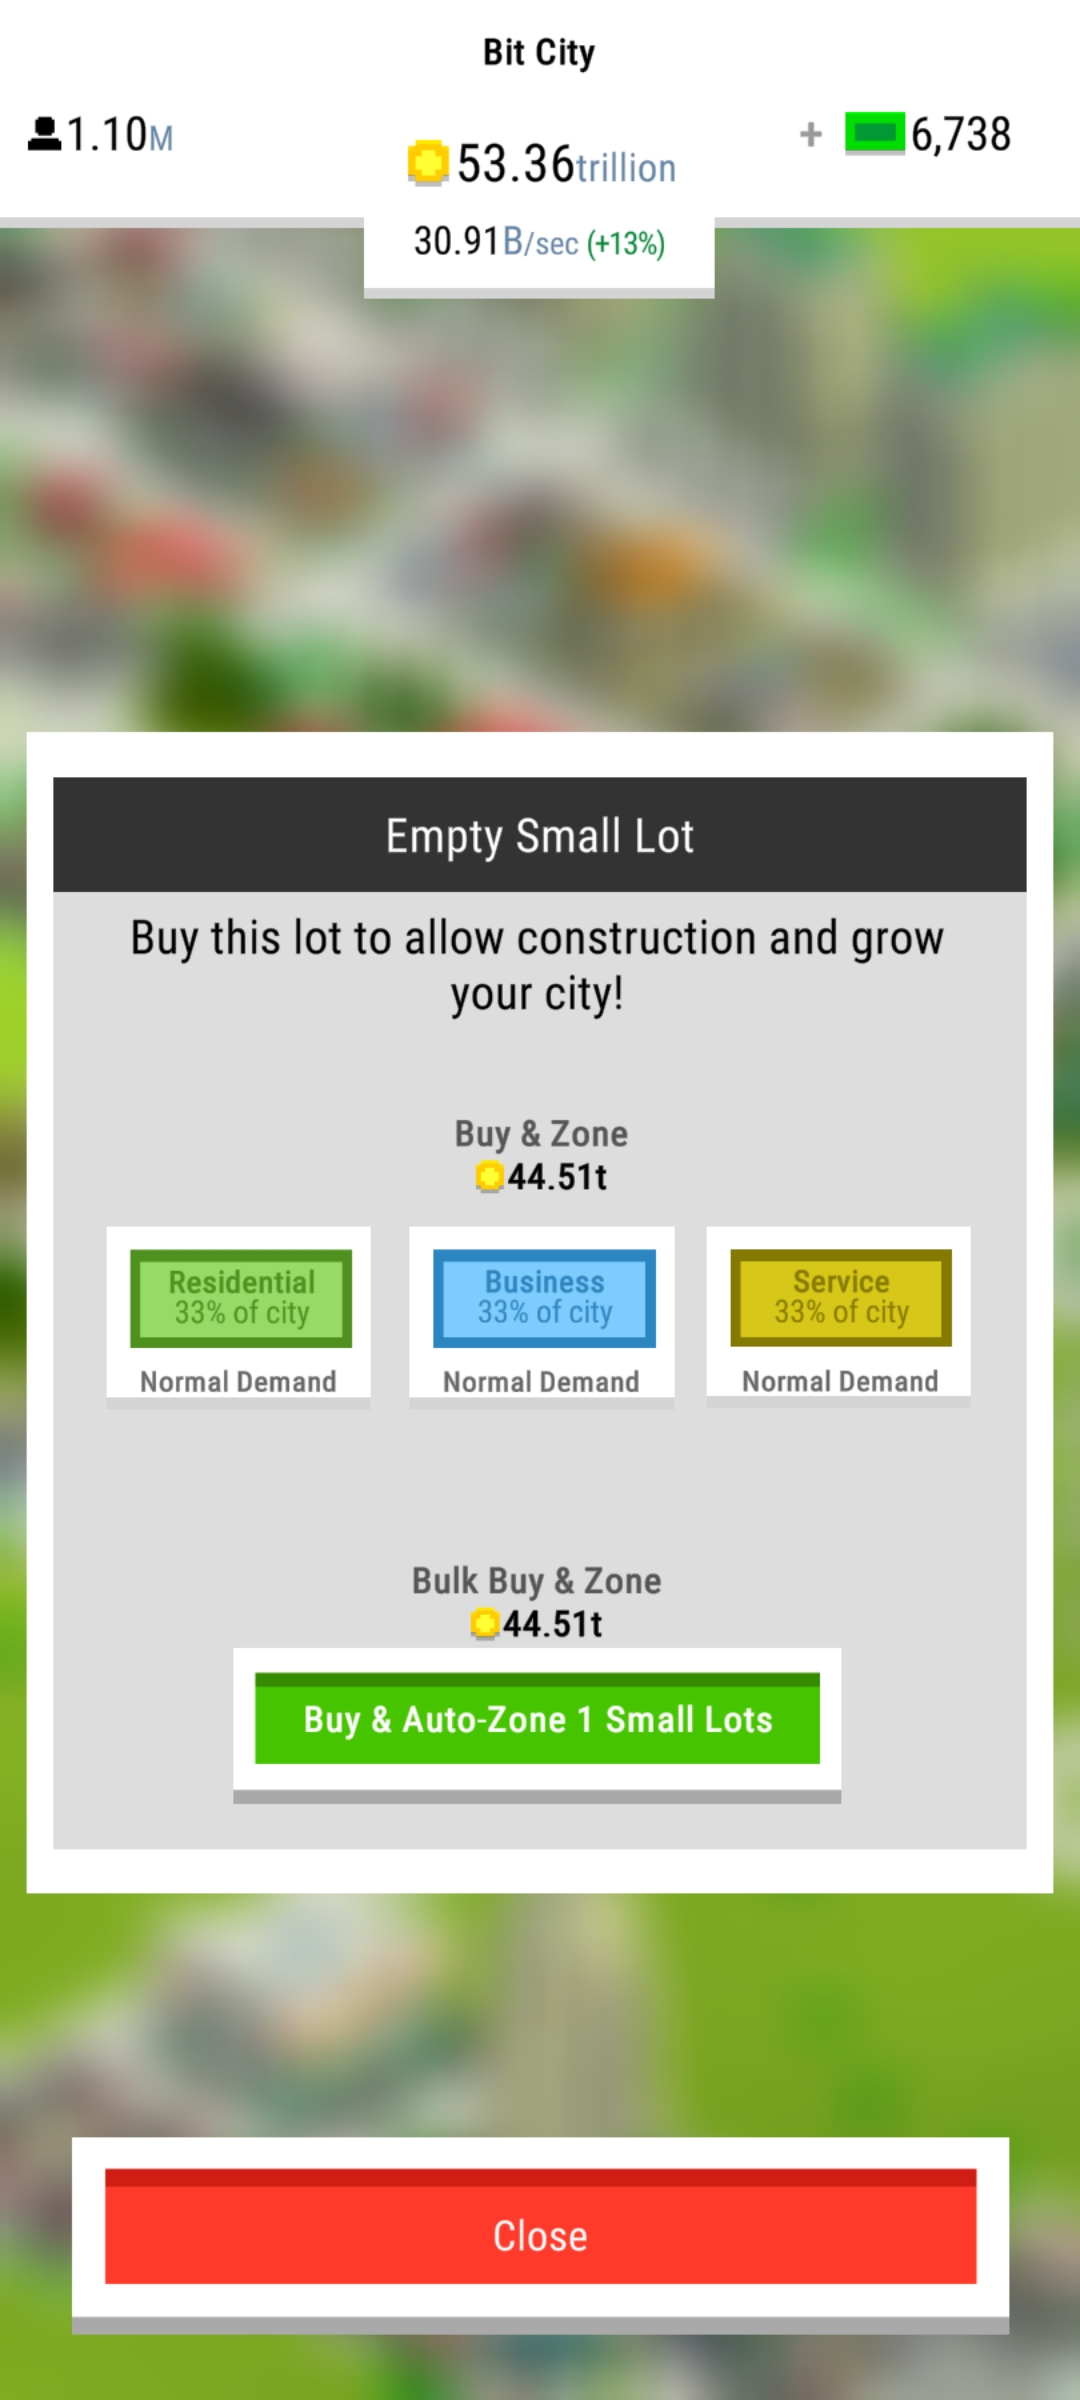 Bit City
1.10M
53.36trillion
+ 6,738
30.91B/sec (+13%)
Empty Small Lot
Buy this lot to allow construction and grow
your city!
Buy & Zone
44.51t
Residential
33% of city
Normal Demand
Business
33% of city
Normal Demand
Service
33% of city
Normal Demand
Bulk Buy & Zone
44.51t
Buy & Auto-Zone 1 Small Lots
Close